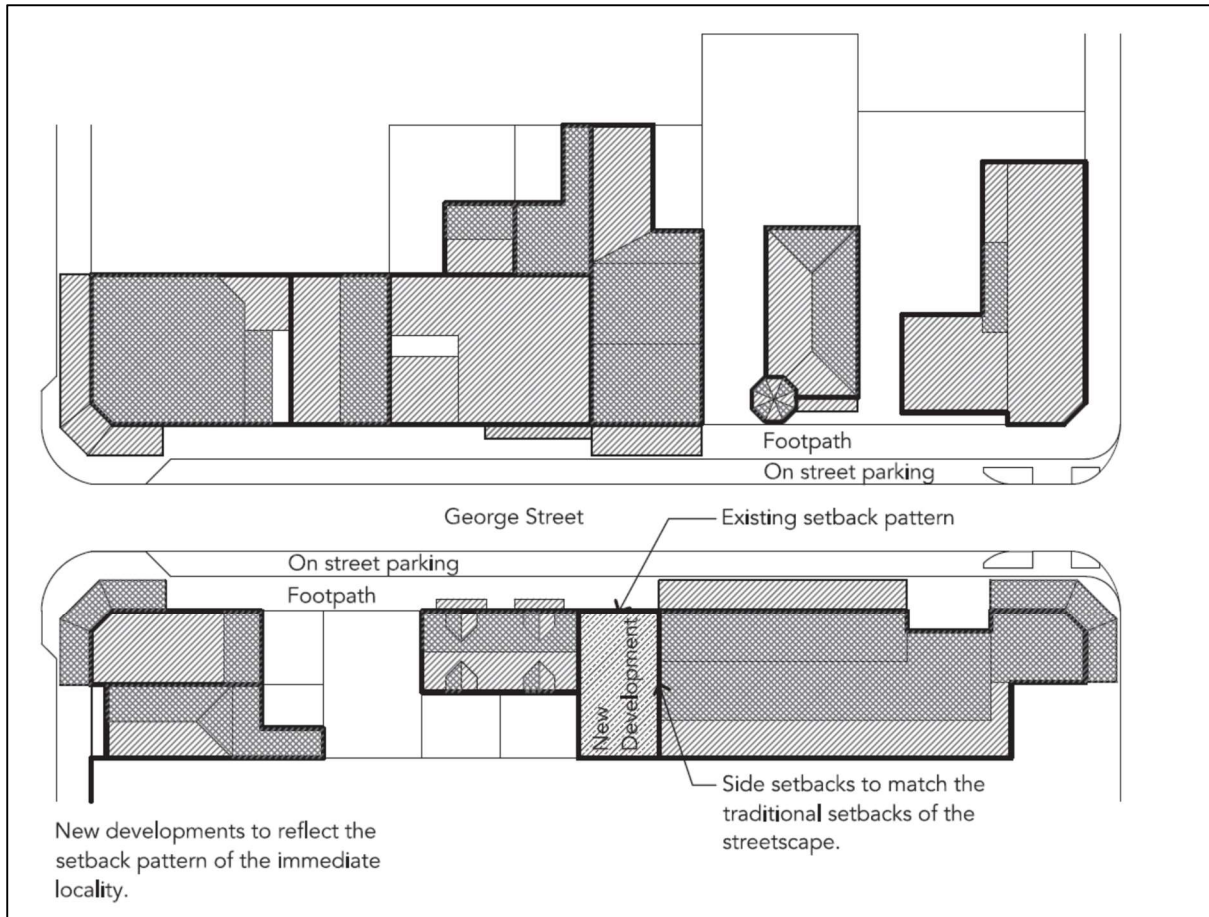 Footpath
On street parking
George Street
Existing setback pattern
On street parking
Footpath
New
Development
Side setbacks to match the
traditional setbacks of the
streetscape.
New developments to reflect the
setback pattern of the immediate
locality.